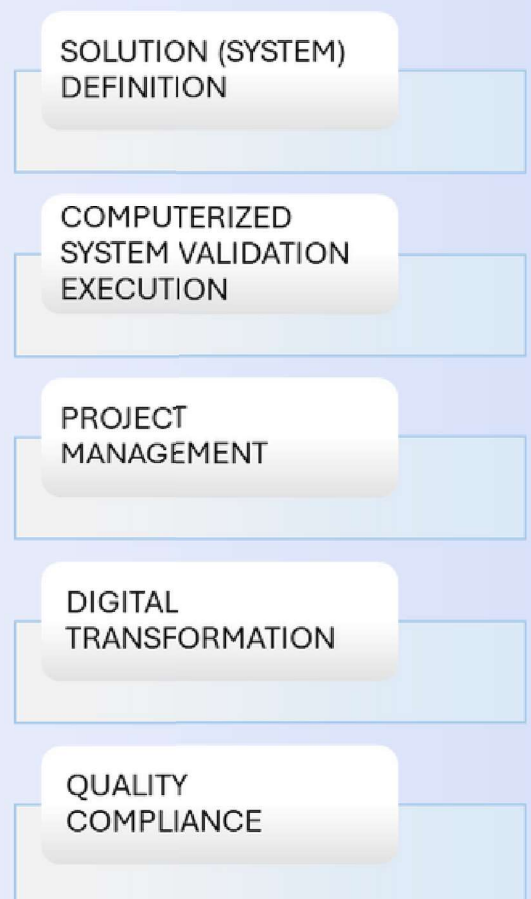 SOLUTION (SYSTEM)
DEFINITION
COMPUTERIZED
SYSTEM VALIDATION
EXECUTION
PROJECT
MANAGEMENT
DIGITAL
TRANSFORMATION
QUALITY
COMPLIANCE